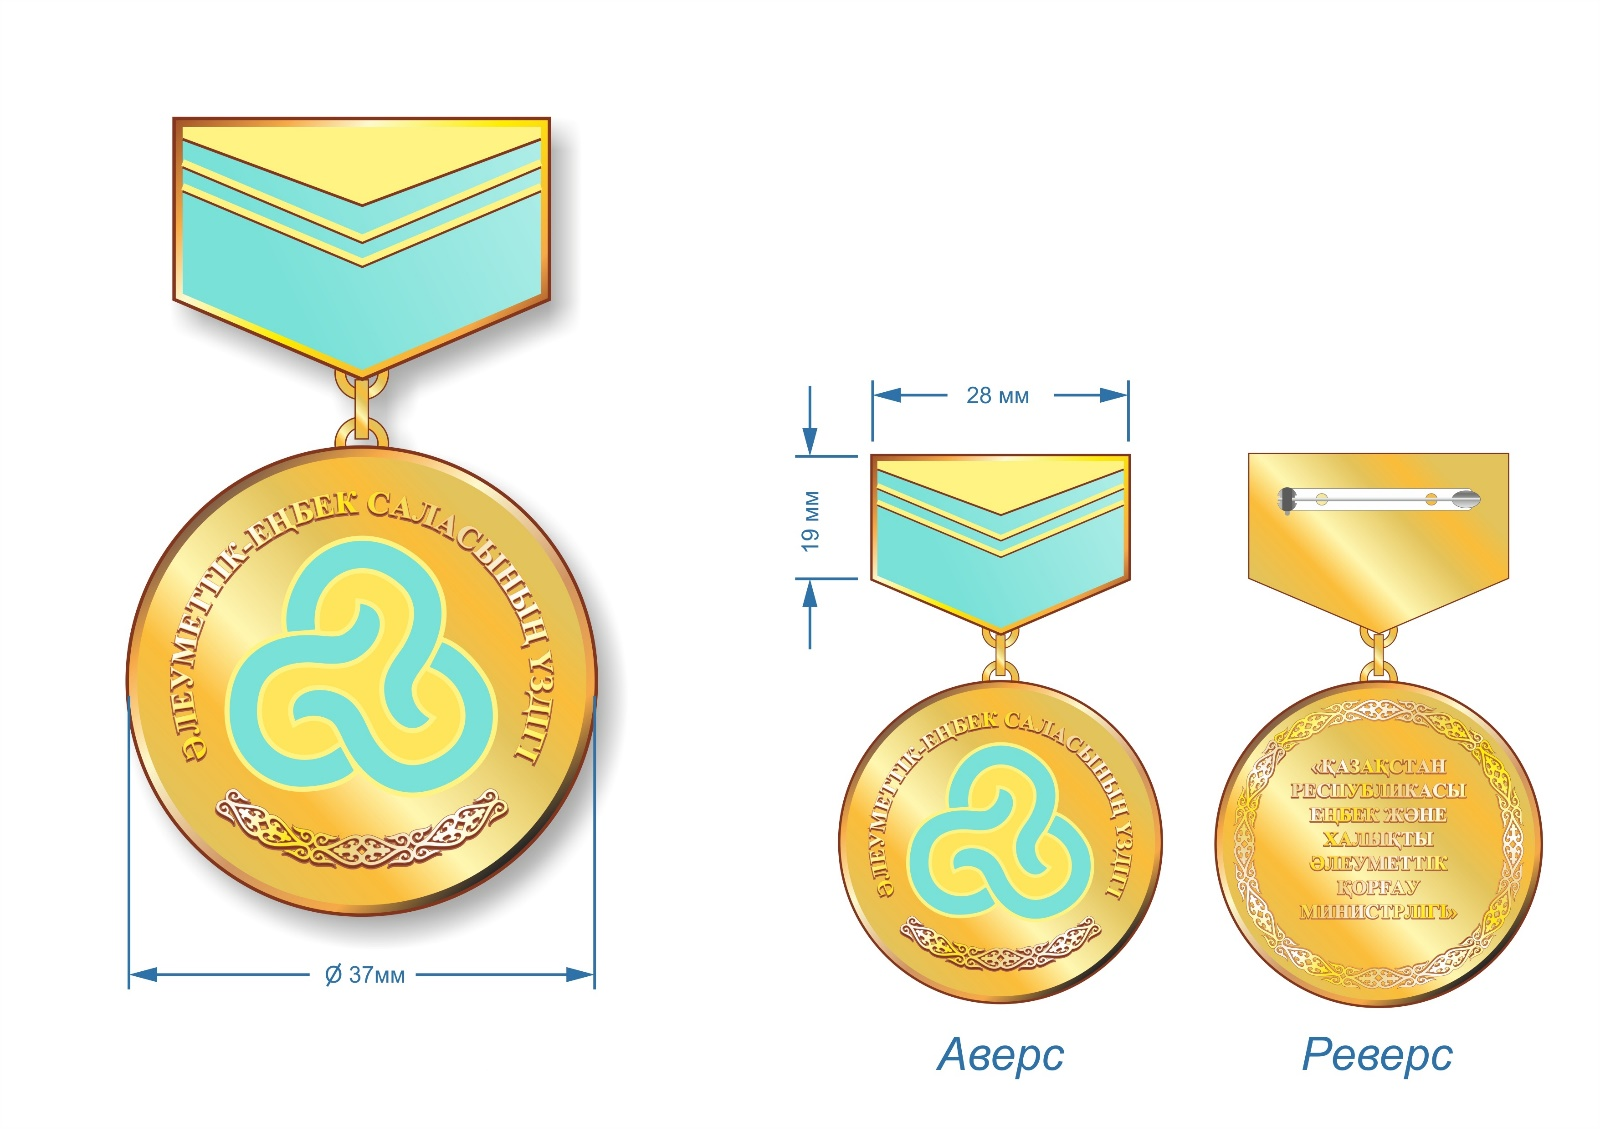 ӘЛЕУМЕТТІК-ЕҢБЕК САЛАСЫНЫҢ ҮЗДІГІ
Ø 37мм
28 мм
19 мм
ӘЛЕУМЕТТІК-ЕҢБЕК САЛАСЫНЫҢ ҮЗДІГІ
Аверс
«ҚАЗАҚСТАН
РЕСПУБЛИКАСЫ
ЕҢБЕК ЖӘНЕ
ХАЛЫҚТЫ
ӘЛЕУМЕТТІК
ҚОРҒАУ
МИНИСТРЛІГІ»
Реверс